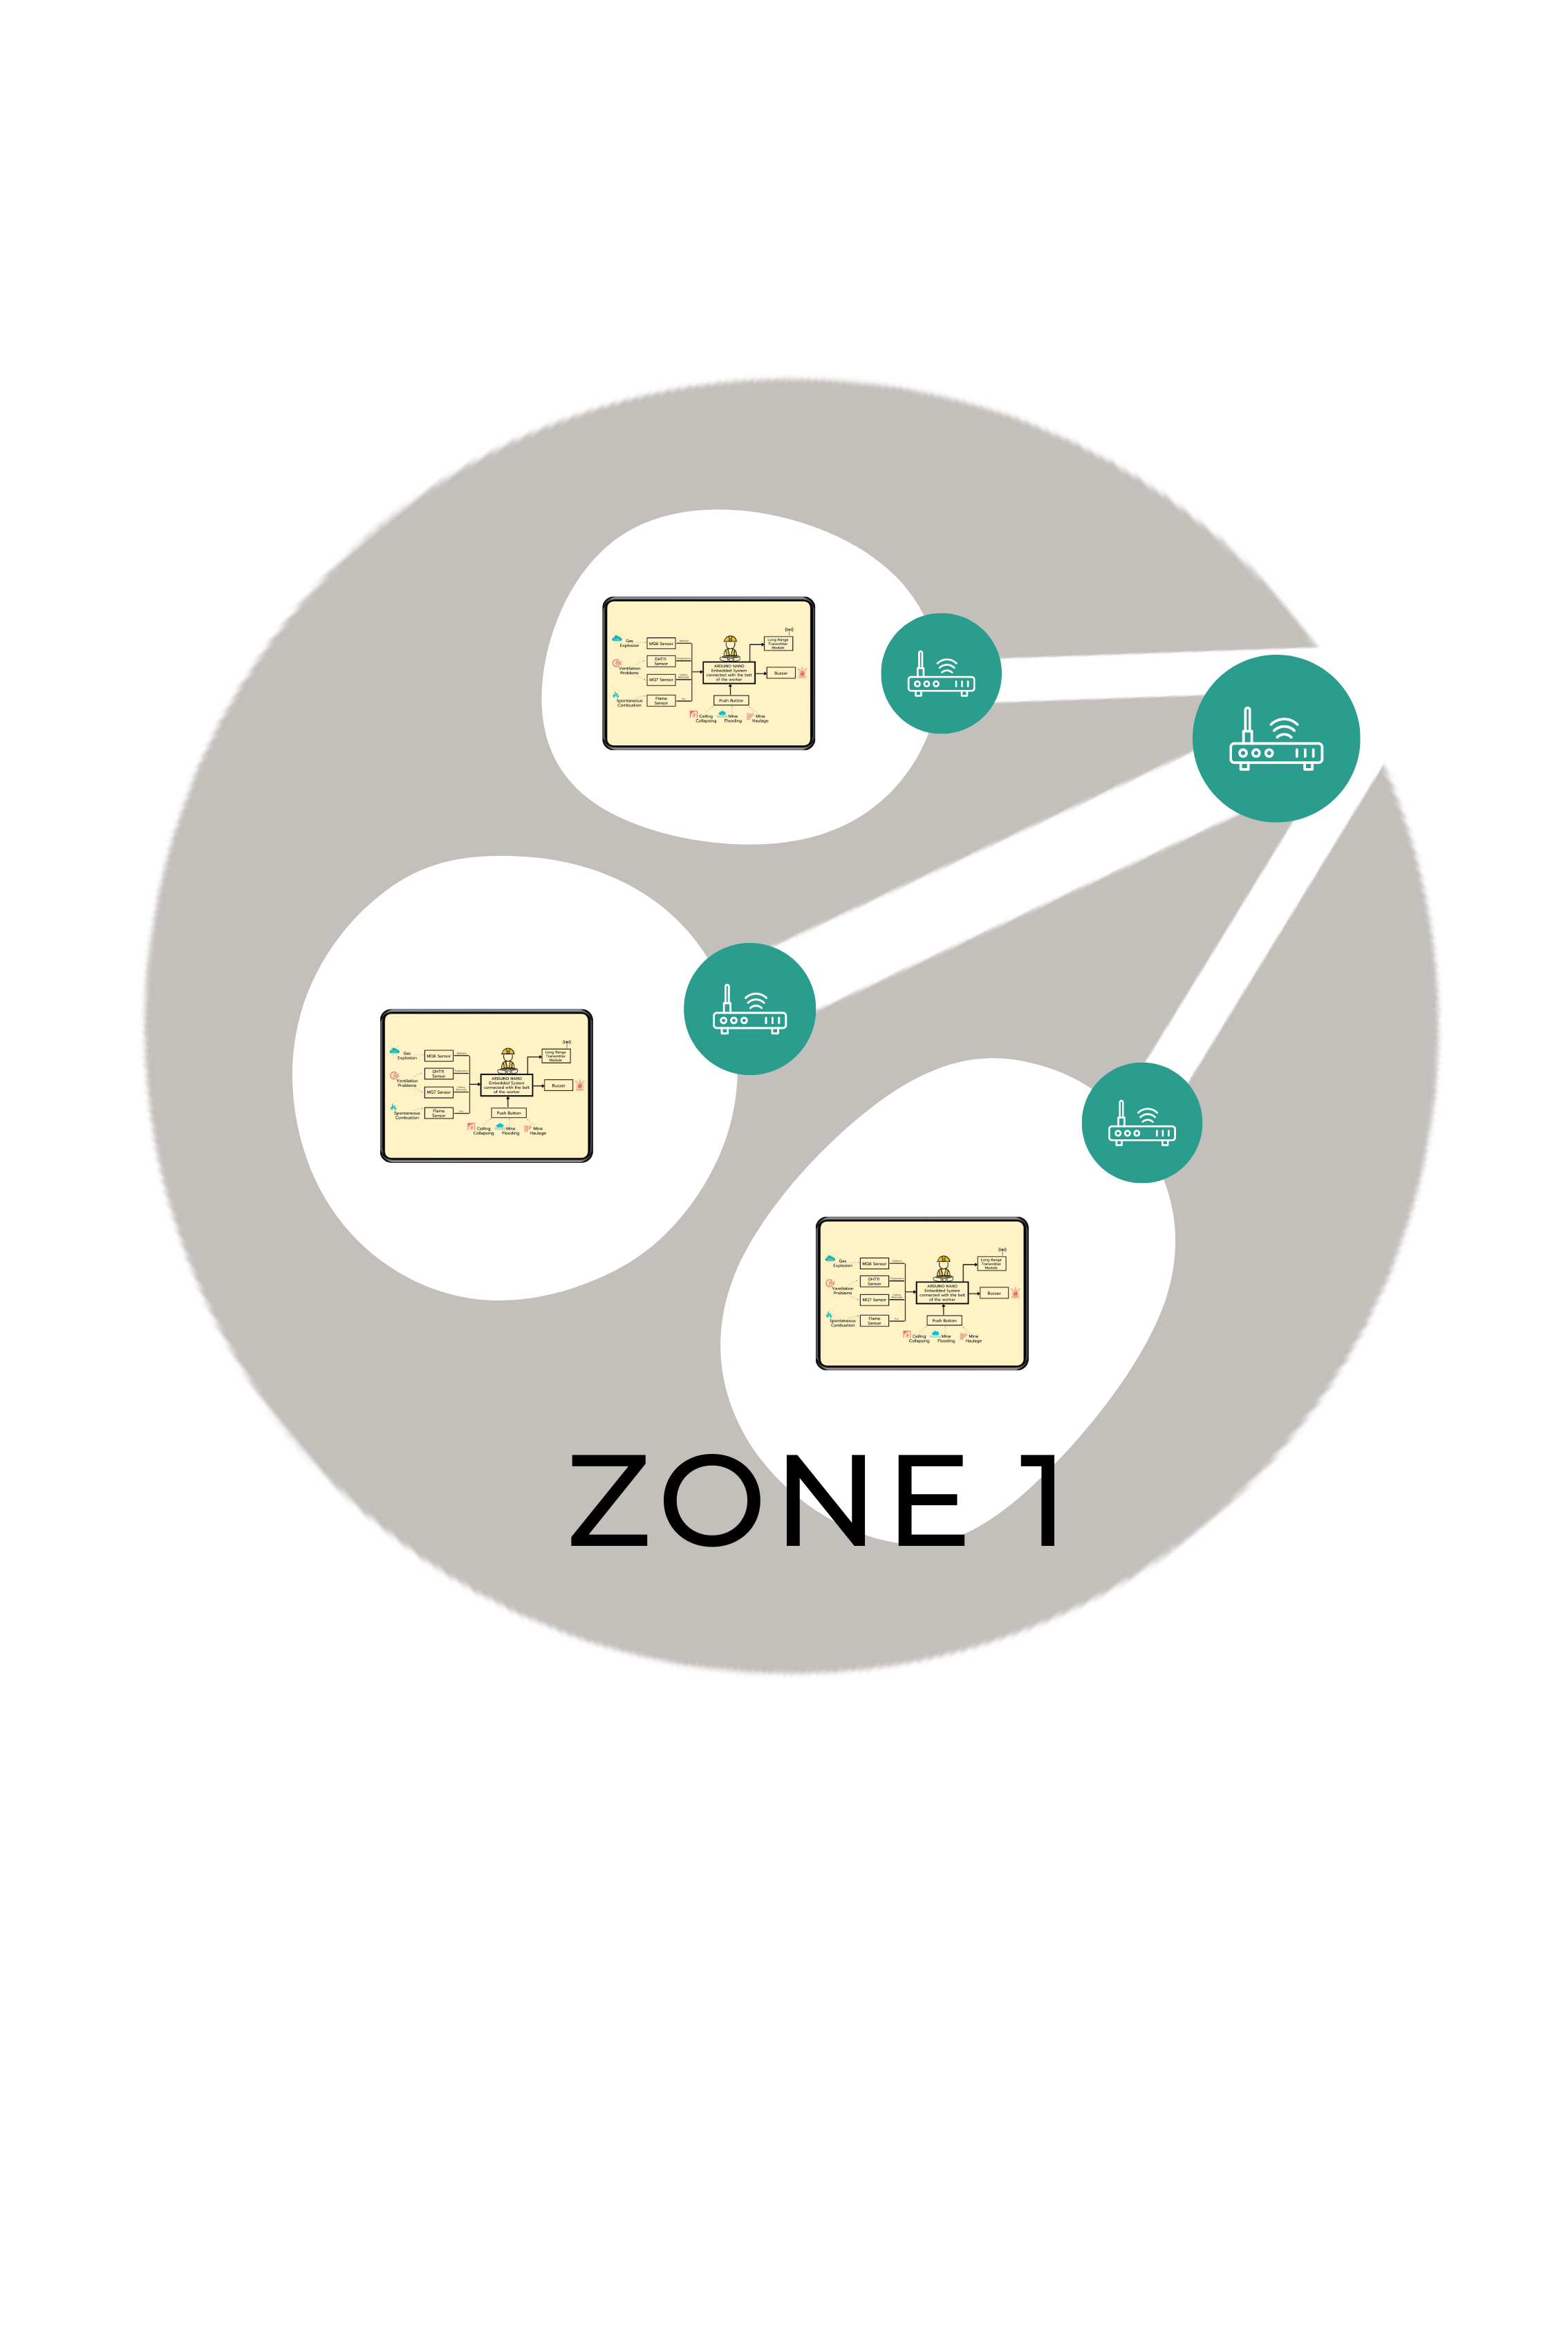 Gas
Explosion
MQ6 Sensor
Ventilation
Problems
DHT11
Sensor
MQ7 Sensor
Spontaneous
Combustion
Flame
Sensor
ARDUINO NANO
Embedded System
connected with the belt
of the worker
Long Range
Transmitter
Module
Buzzer
Push Button
Ceiling
Collapsing
Mine
Flooding
Mine
Haulage
Gas
Explosion
MQ6 Sensor
Ventilation
Problems
DHT11
Sensor
MQ7 Sensor
Spontaneous
Combustion
Flame
Sensor
ARDUINO NANO
Embedded System
connected with the belt
of the worker
Long Range
Transmitter
Module
Buzzer
Push Button
Ceiling
Collapsing
Mine
Flooding
Mine
Haulage
Gas
Explosion
MQ6 Sensor
Ventilation
Problems
DHT11
Sensor
MQ7 Sensor
Spontaneous
Combustion
Flame
Sensor
ARDUINO NANO
Embedded System
connected with the belt
of the worker
Long Range
Transmitter
Module
Buzzer
Push Button
Ceiling
Collapsing
Mine
Flooding
Mine
Haulage
ZONE 1